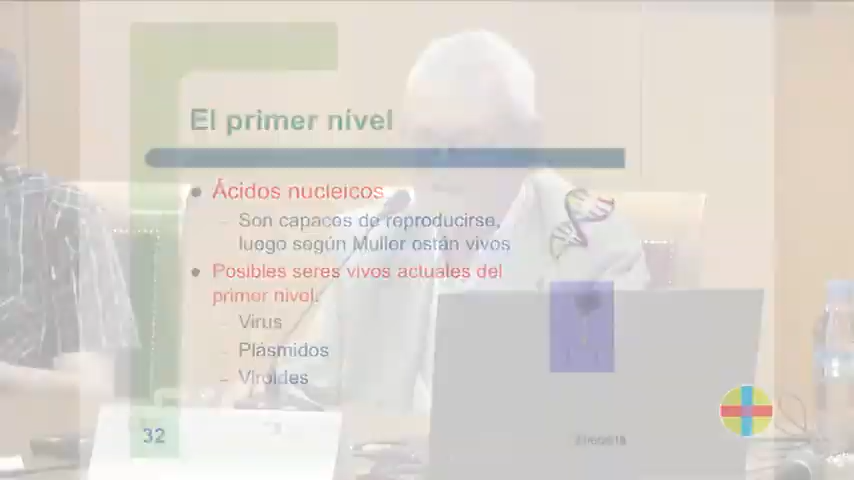 El primer nivel
Ácidos nucleicos
– Son capaces de reproducirse,
luego según Muller están vivos
Posibles seres vivos actuales del
primer nivel:
– Virus
– Plásmidos
– Viroides
32